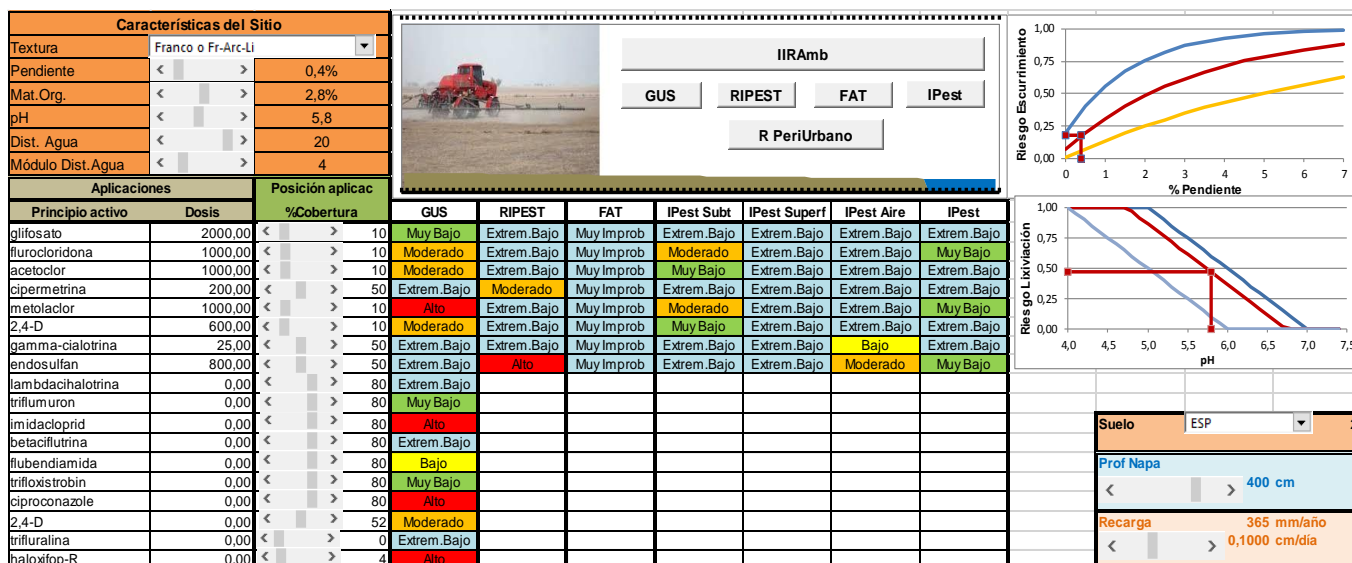 Características del Sitio
Textura Franco o Fr-Arc-Li
Pendiente 0,4%
Mat.Org. 2,8%
pH 5,8
Dist. Agua 20
Módulo Dist.Agua 4
IIRAmb
GUS RIPEST FAT IPest
R PeriUrbano
Riesgo Escurrimiento
1,00
0,75
0,50
0,25
0,00
0 1 2 3 4 5 6 7
% Pendiente
Aplicaciones Posición aplicac
Principio activo Dosis %Cobertura GUS RIPEST FAT IPest Subt IPest Superf IPest Aire IPest
glifosato 2000,00 10 Muy Bajo Extrem.Bajo Muy Improb Extrem.Bajo Extrem.Bajo Extrem.Bajo Extrem.Bajo
flurocloridona 1000,00 10 Moderado Extrem.Bajo Muy Improb Moderado Extrem.Bajo Extrem.Bajo Muy Bajo
acetoclor 1000,00 10 Moderado Extrem.Bajo Muy Improb Muy Bajo Extrem.Bajo Extrem.Bajo Extrem.Bajo
cipermetrina 200,00 50 Extrem.Bajo Moderado Muy Improb Extrem.Bajo Extrem.Bajo Extrem.Bajo Extrem.Bajo
metolaclor 1000,00 10 Alto Extrem.Bajo Muy Improb Moderado Extrem.Bajo Extrem.Bajo Muy Bajo
2,4-D 600,00 10 Moderado Extrem.Bajo Muy Improb Muy Bajo Extrem.Bajo Extrem.Bajo Extrem.Bajo
gamma-cialotrina 25,00 50 Extrem.Bajo Extrem.Bajo Muy Improb Extrem.Bajo Extrem.Bajo Bajo Extrem.Bajo
endosulfan 800,00 50 Extrem.Bajo Alto Muy Improb Extrem.Bajo Extrem.Bajo Moderado Muy Bajo
lambdacihalotrina 0,00 80 Extrem.Bajo
triflumuron 0,00 80 Muy Bajo
imidacloprid 0,00 80 Alto
betaciflutrina 0,00 80 Extrem.Bajo
flubendiamida 0,00 80 Bajo
trifloxistrobin 0,00 80 Muy Bajo
ciproconazole 0,00 80 Alto
2,4-D 0,00 52 Moderado
trifluralina 0,00 0 Extrem.Bajo
haloxifop-R 0,00 4 Alto
Riesgo Lixiviación
1,00
0,75
0,50
0,25
0,00
4,0 4,5 5,0 5,5 6,0 6,5 7,0 7,5
pH
Suelo ESP
Prof Napa
400 cm
Recarga 365 mm/año
0,1000 cm/día